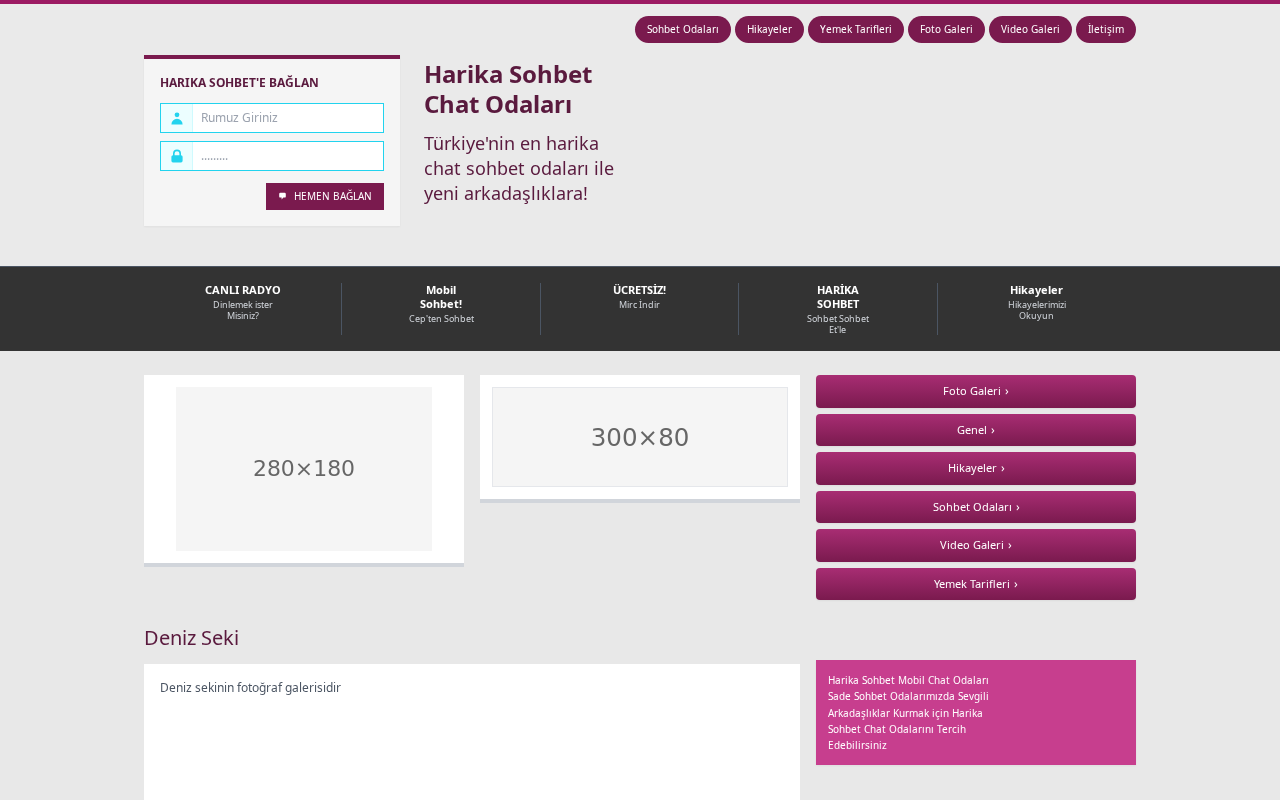 Sohbet Odaları
Hikayeler
Yemek Tarifleri
Foto Galeri
Video Galeri
İletişim
HARIKA SOHBET'E BAĞLAN
Rumuz Giriniz
.........
HEMEN BAĞLAN
Harika Sohbet
Chat Odaları
Türkiye'nin en harika
chat sohbet odaları ile
yeni arkadaşlıklara!
CANLI RADYO
Dinlemek ister
Misiniz?
Mobil
Sohbet!
Cep'ten Sohbet
ÜCRETSİZ!
Mirc İndir
HARİKA
SOHBET
Sohbet Sohbet
Et'le
Hikayeler
Hikayelerimizi
Okuyun
280×180
300×80
Foto Galeri ›
Genel ›
Hikayeler ›
Sohbet Odaları ›
Video Galeri ›
Yemek Tarifleri ›
Deniz Seki
Deniz sekinin fotoğraf galerisidir
Harika Sohbet Mobil Chat Odaları
Sade Sohbet Odalarımızda Sevgili
Arkadaşlıklar Kurmak için Harika
Sohbet Chat Odalarını Tercih
Edebilirsiniz